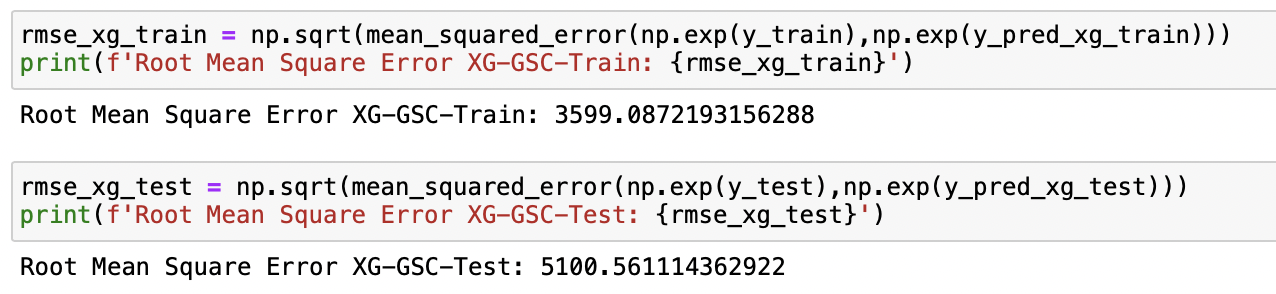 rmse_xg_train = np.sqrt(mean_squared_error(np.exp(y_train),np.exp(y_pred_xg_train)))
print(f'Root Mean Square Error XG-GSC-Train: {rmse_xg_train}')
Root Mean Square Error XG-GSC-Train: 3599.0872193156288
rmse_xg_test = np.sqrt(mean_squared_error(np.exp(y_test),np.exp(y_pred_xg_test)))
print(f'Root Mean Square Error XG-GSC-Test: {rmse_xg_test}')
Root Mean Square Error XG-GSC-Test: 5100.561114362922